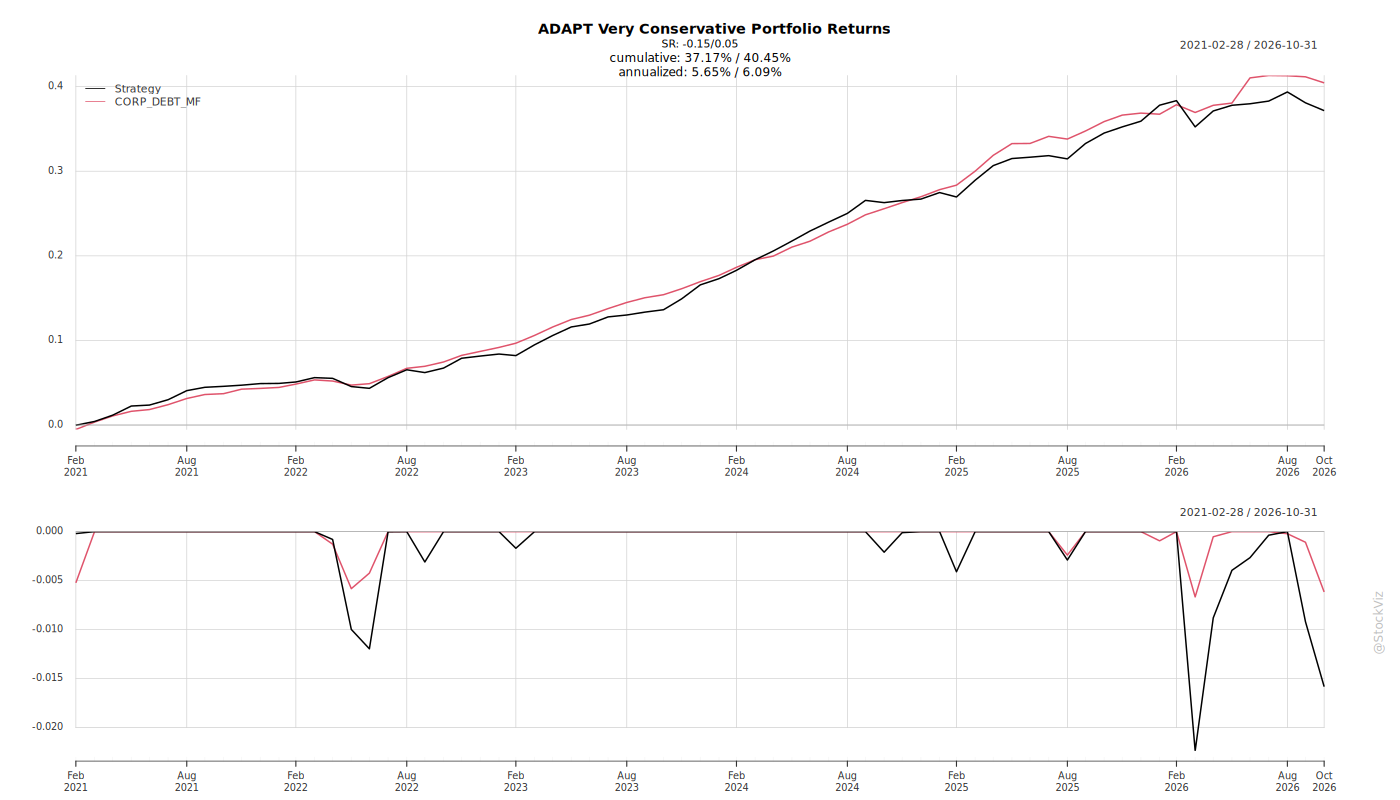 ADAPT Very Conservative Portfolio Returns
SR: -0.15/0.05
cumulative: 37.17% / 40.45%
annualized: 5.65% / 6.09%
2021-02-28 / 2026-10-31
Strategy
CORP_DEBT_MF
0.4
0.3
0.2
0.1
0.0
Feb Aug Feb Aug Feb Aug Feb Aug Feb Aug Feb Aug Oct
2021 2021 2022 2022 2023 2023 2024 2024 2025 2025 2026 2026 2026
2021-02-28 / 2026-10-31
0.000
-0.005
-0.010
-0.015
-0.020
Feb Aug Feb Aug Feb Aug Feb Aug Feb Aug Feb Aug Oct
2021 2021 2022 2022 2023 2023 2024 2024 2025 2025 2026 2026 2026
@StockViz